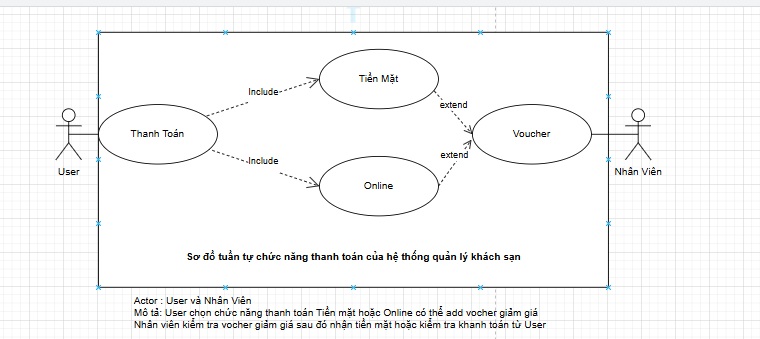 Tiền Mặt
Include
extend
Thanh Toán
Voucher
Include
extend
User
Nhân Viên
Online
Sơ đồ tuần tự chức năng thanh toán của hệ thống quản lý khách sạn
Actor : User và Nhân Viên
Mô tả: User chọn chức năng thanh toán Tiền mặt hoặc Online có thể add vocher giảm giá
Nhân viên kiểm tra vocher giảm giá sau đó nhận tiền mặt hoặc kiểm tra khanh toán từ User